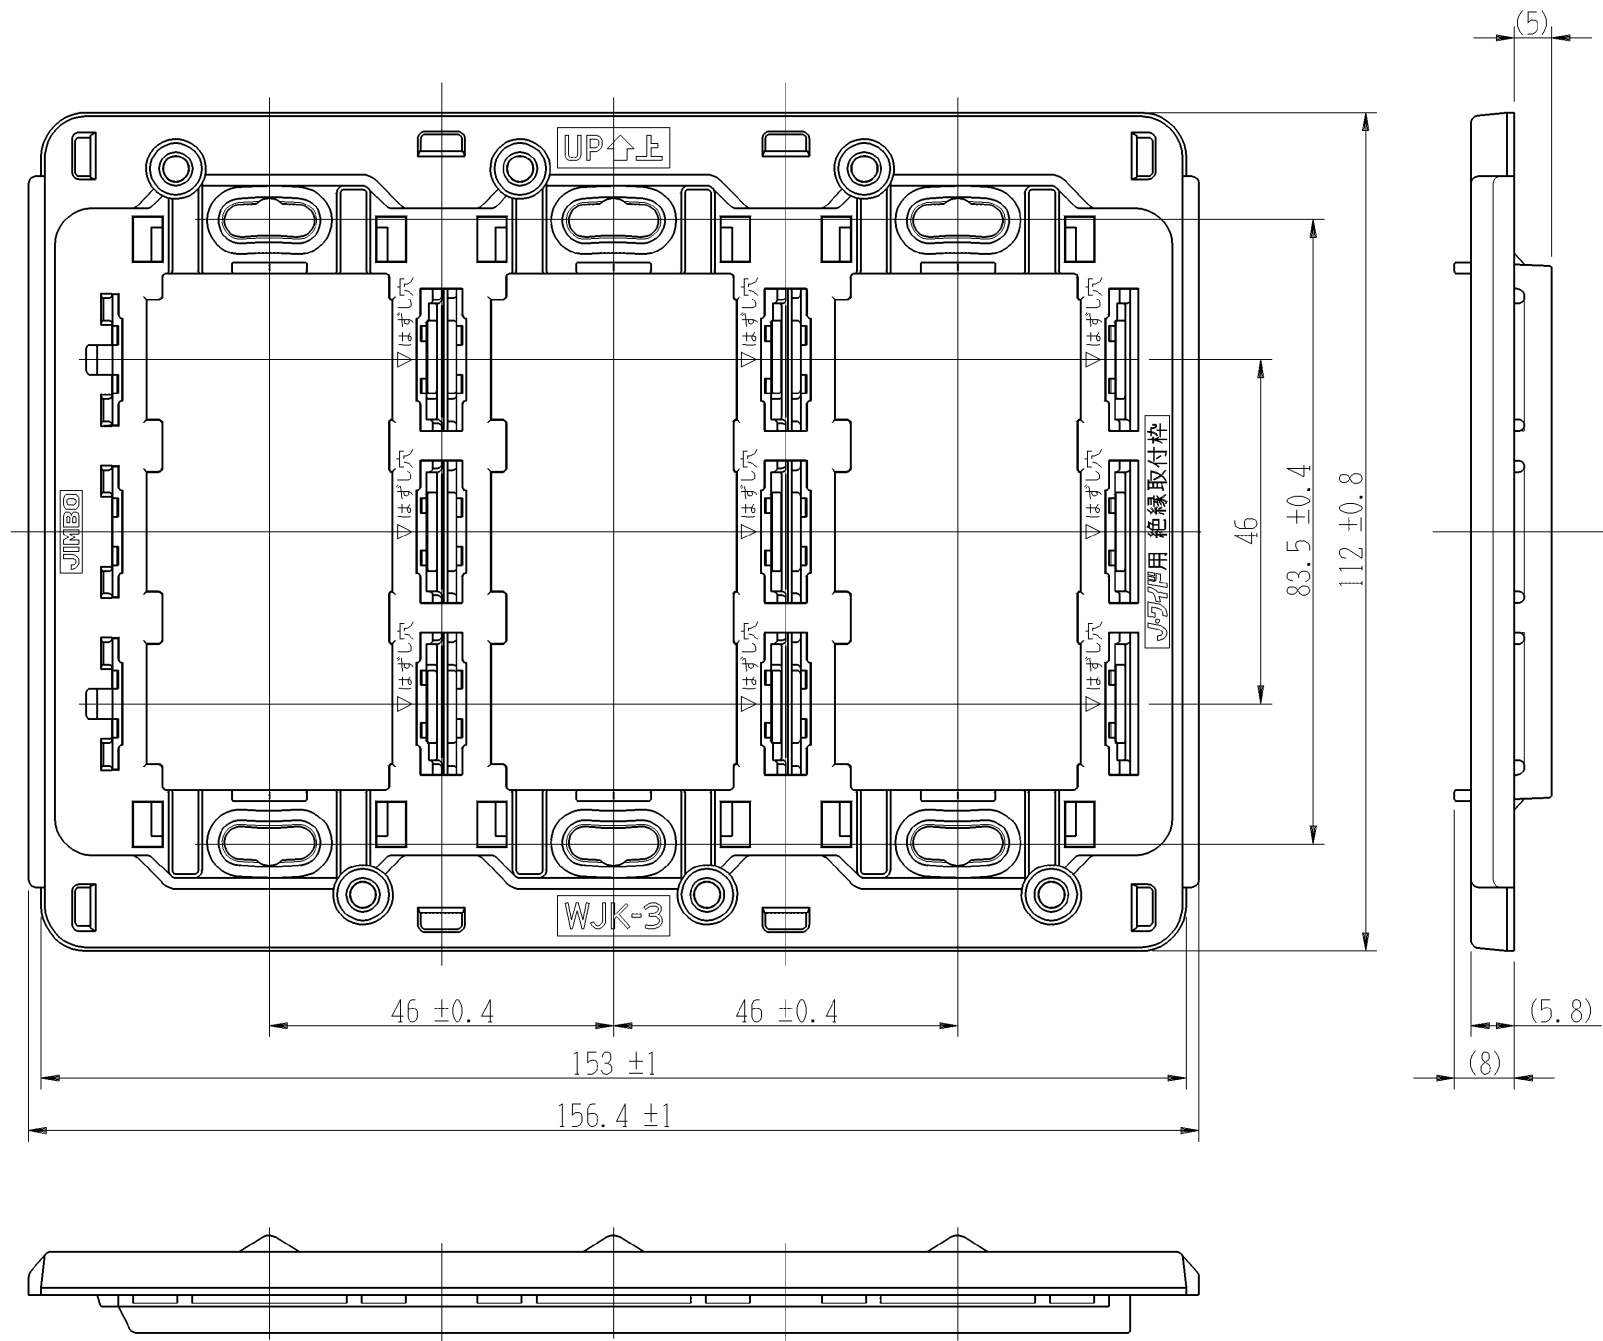 (5)
UP⇧上
▽はずし穴
▽はずし穴
▽はずし穴
▽はずし穴
▽はずし穴
▽はずし穴
▽はずし穴
▽はずし穴
▽はずし穴
JIMBO
J・ワイド用 絶縁取付枠
46
83.5 ±0.4
112 ±0.8
WJK-3
46 ±0.4
46 ±0.4
(5.8)
153 ±1
(8)
156.4 ±1